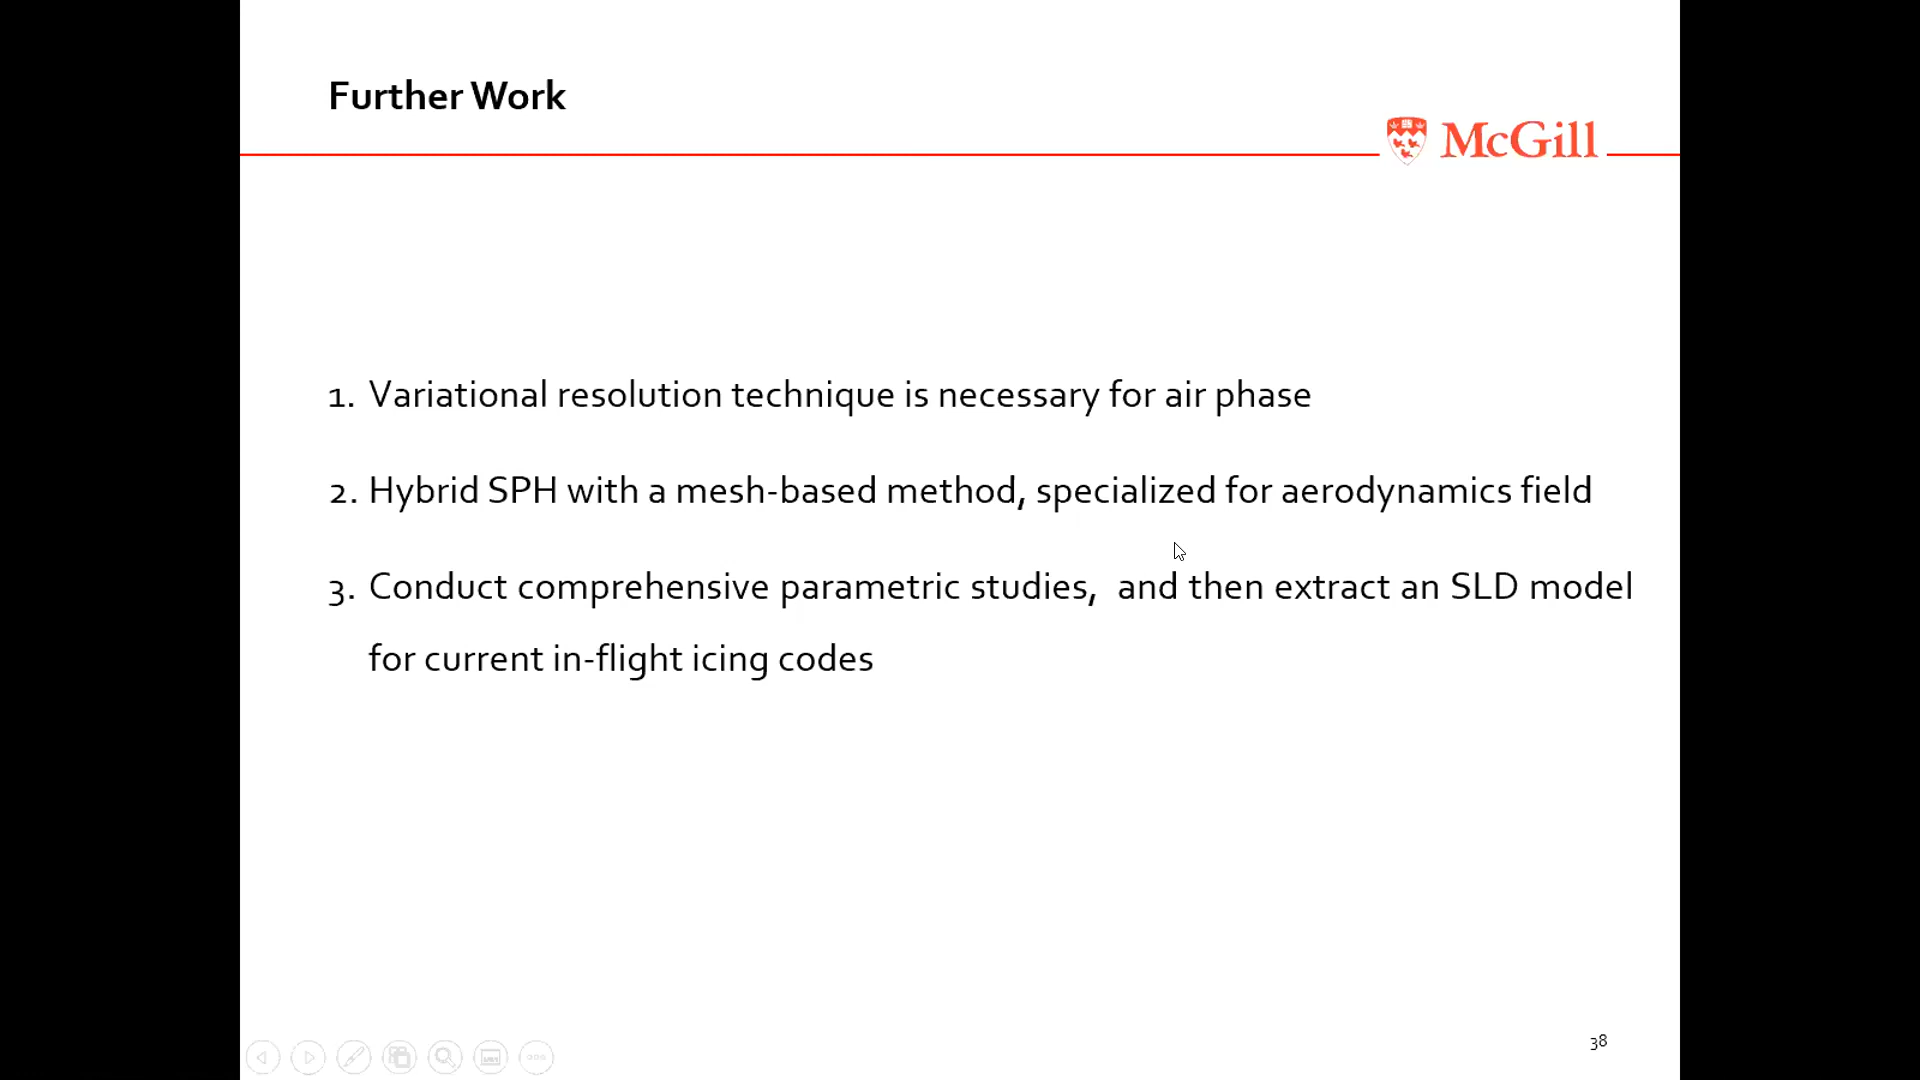 Further Work
McGill
1. Variational resolution technique is necessary for air phase
2. Hybrid SPH with a mesh-based method, specialized for aerodynamics field
3. Conduct comprehensive parametric studies, and then extract an SLD model
for current in-flight icing codes
38